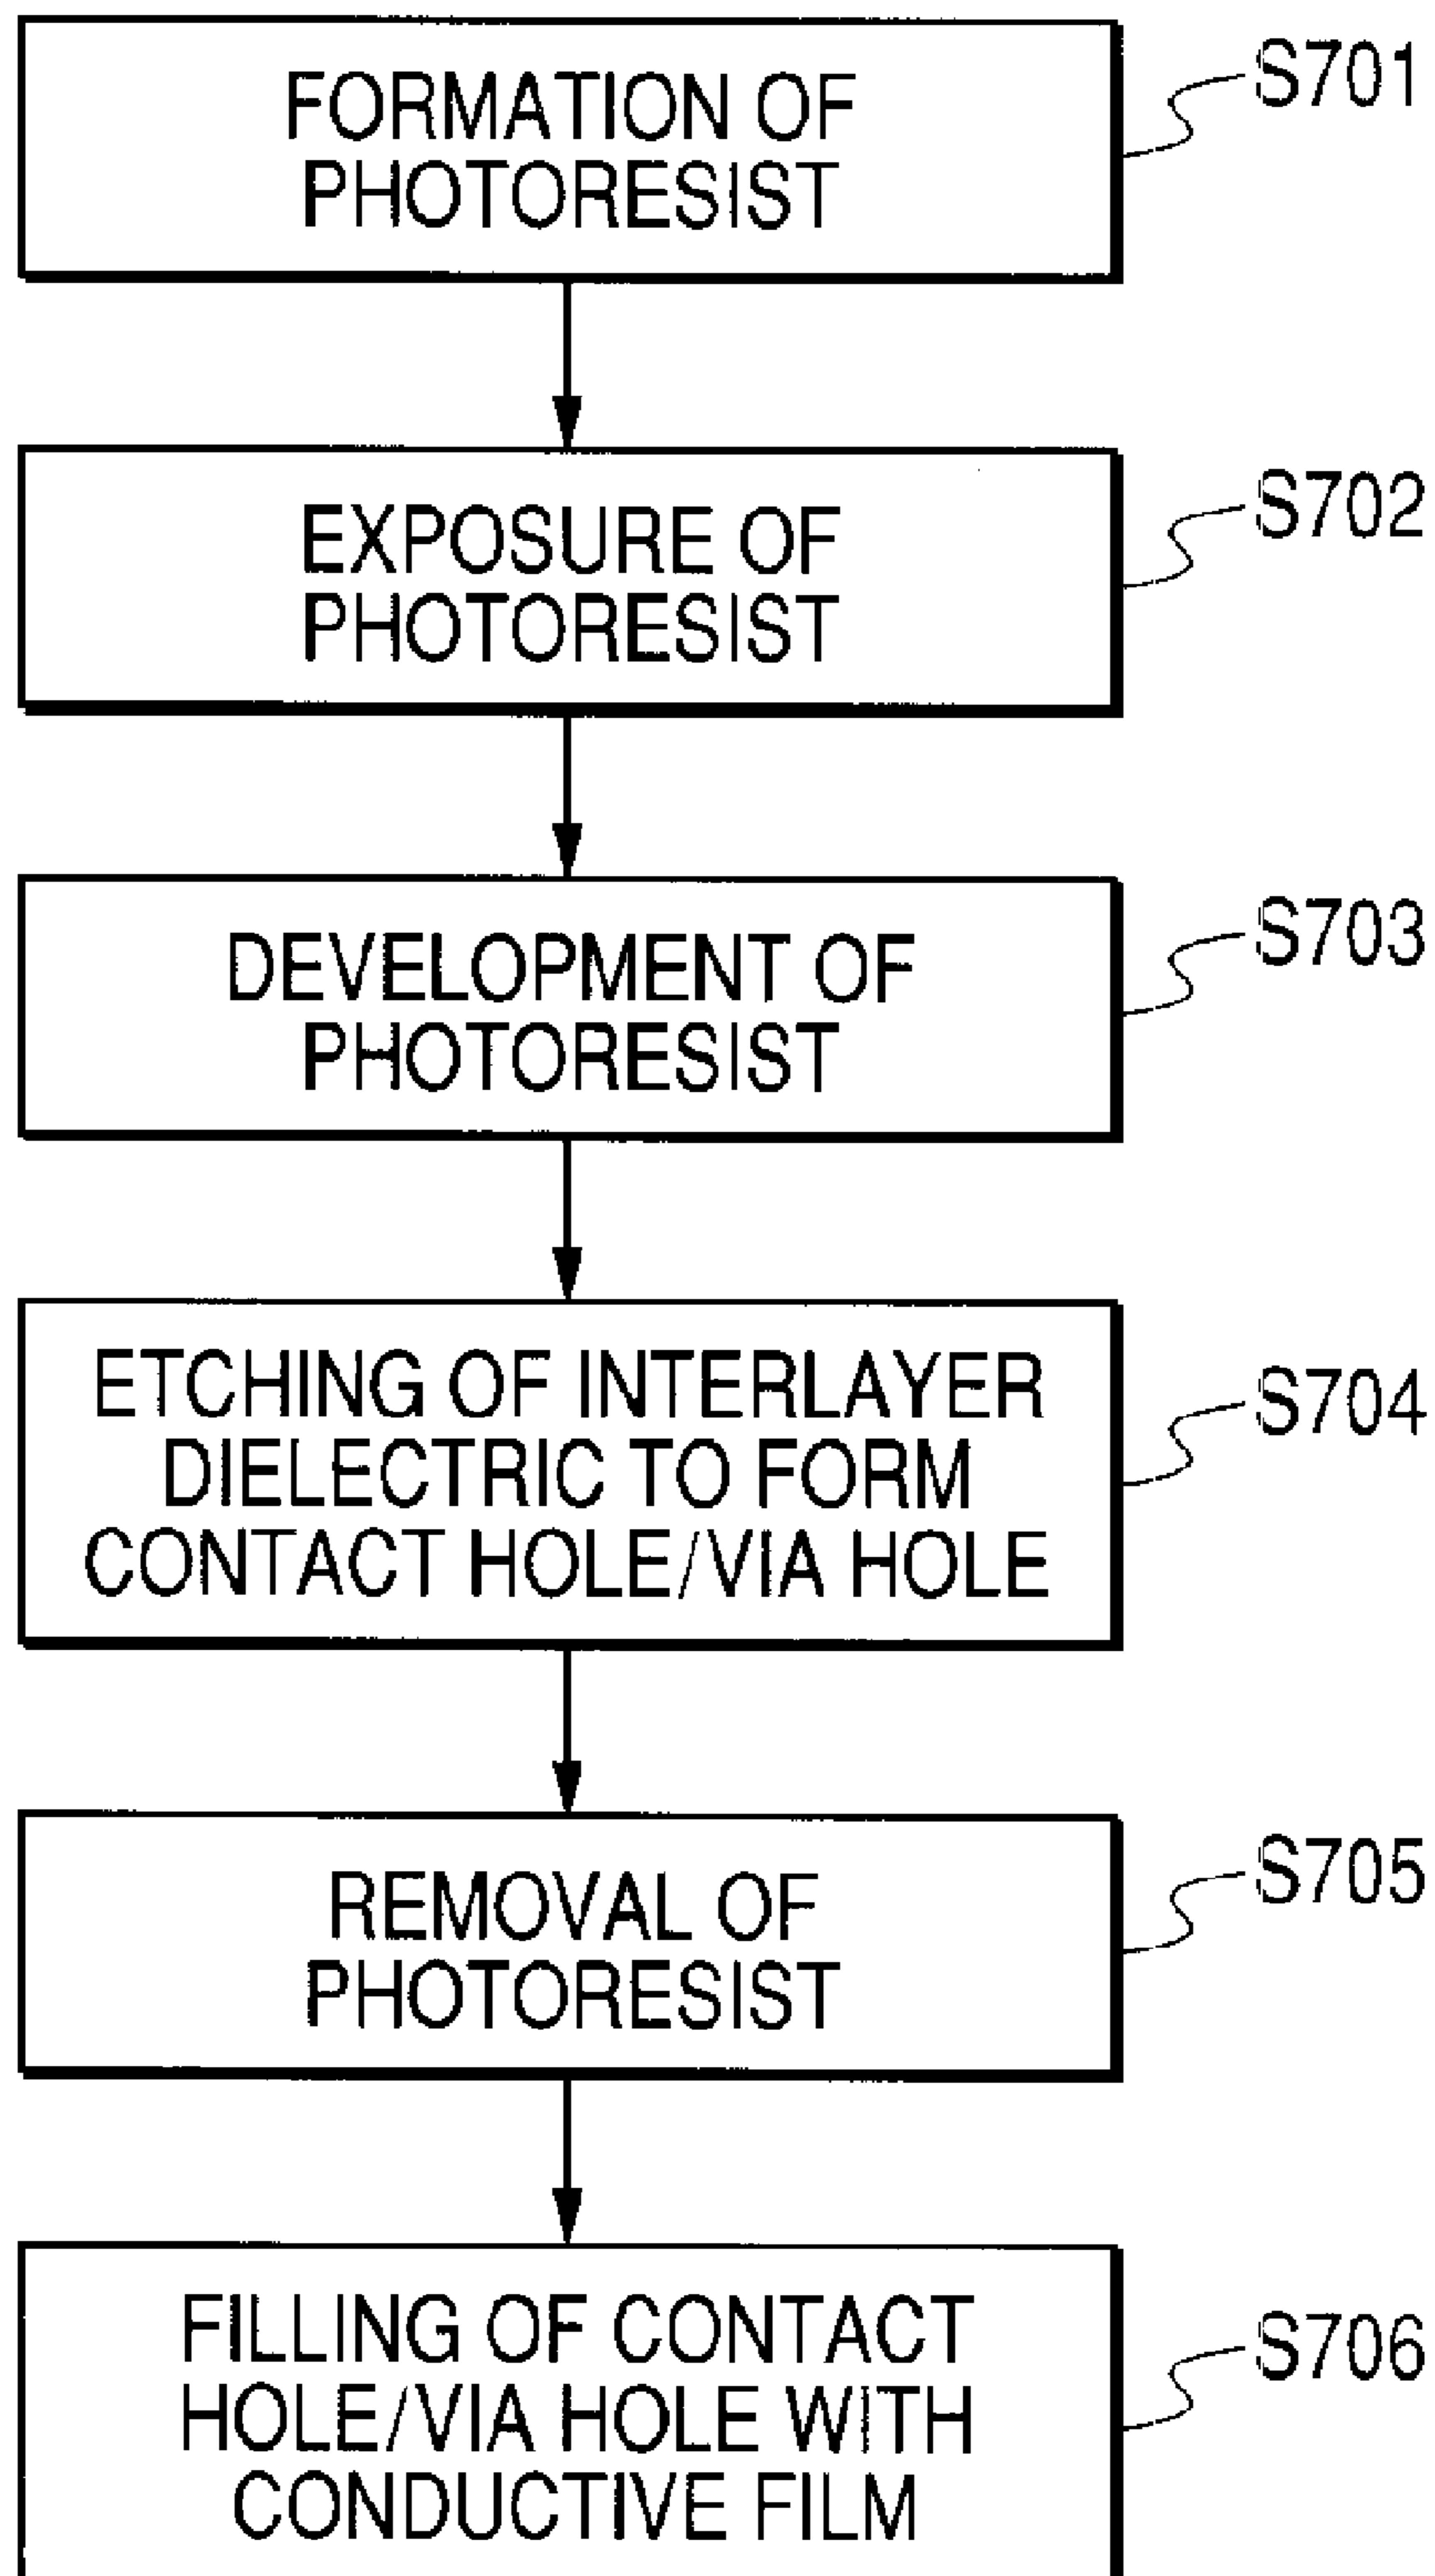 FORMATION OF
PHOTORESIST
S701
EXPOSURE OF
PHOTORESIST
S702
DEVELOPMENT OF
PHOTORESIST
S703
ETCHING OF INTERLAYER
DIELECTRIC TO FORM
CONTACT HOLE/VIA HOLE
S704
REMOVAL OF
PHOTORESIST
S705
FILLING OF CONTACT
HOLE/VIA HOLE WITH
CONDUCTIVE FILM
S706